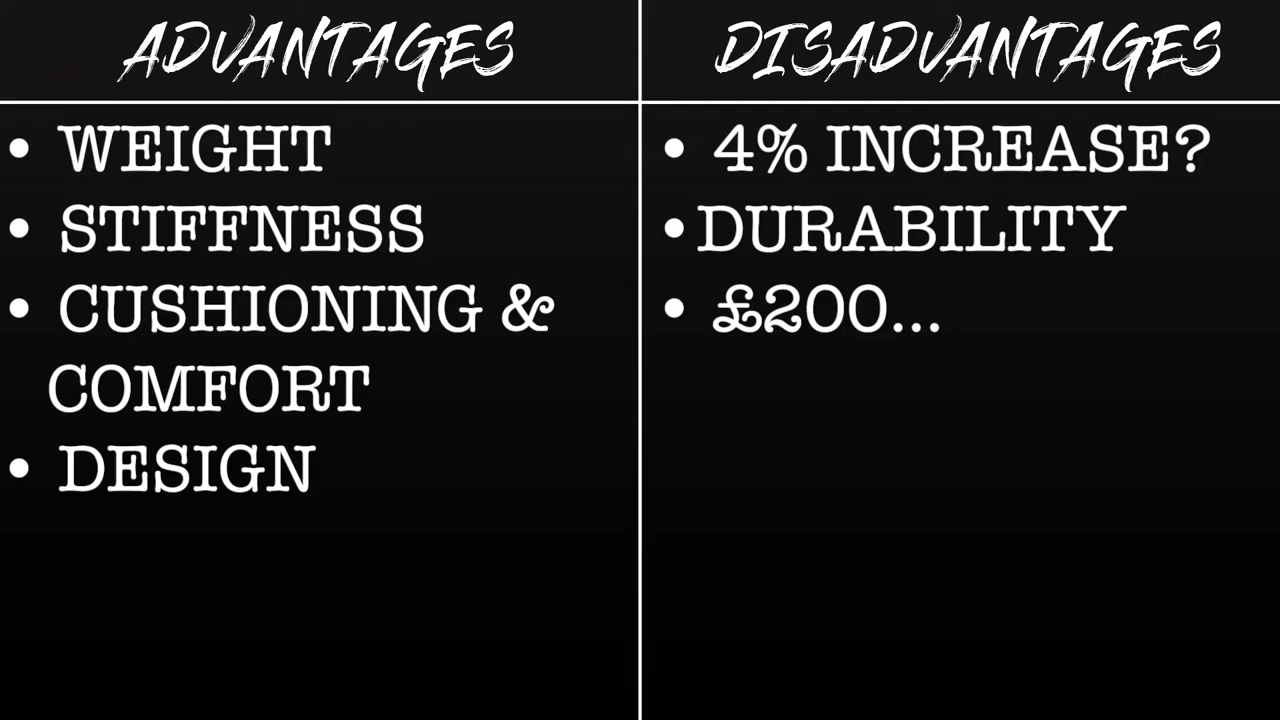 ADVANTAGES
• WEIGHT
• STIFFNESS
• CUSHIONING &
COMFORT
• DESIGN
DISADVANTAGES
• 4% INCREASE?
•DURABILITY
• £200...